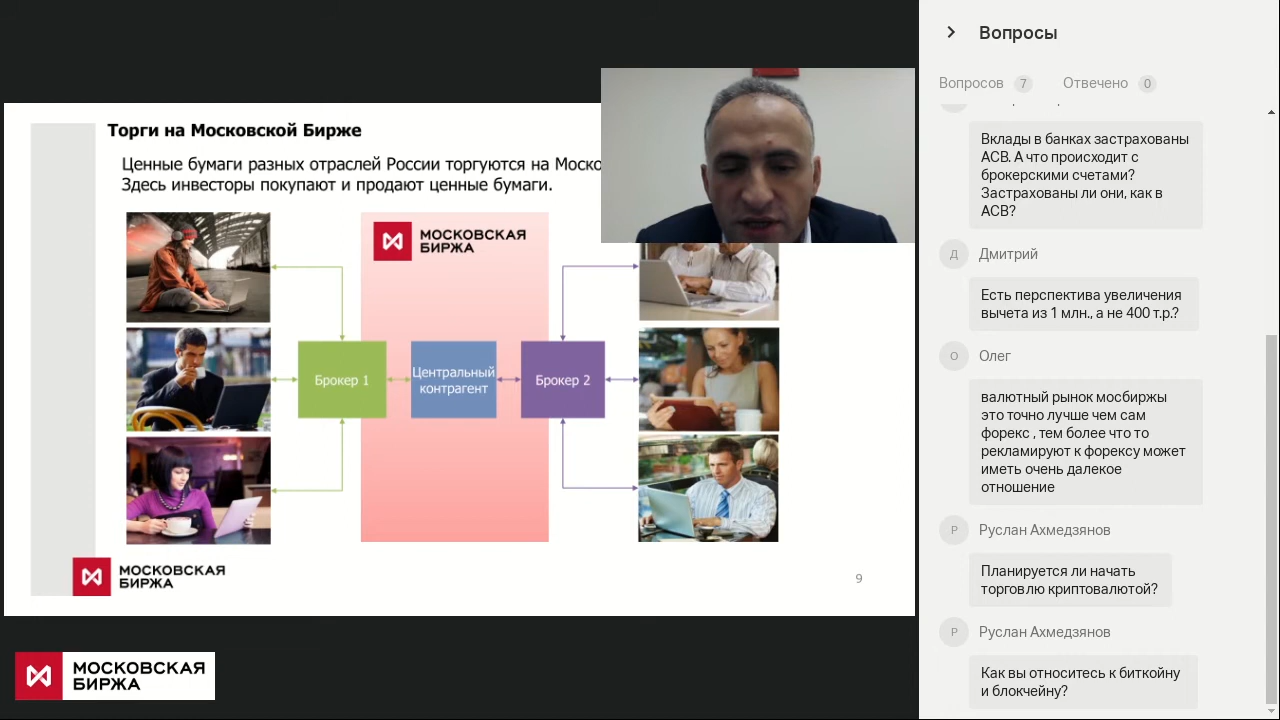 Торги на Московской Бирже
Ценные бумаги разных отраслей России торгуются на Моско
Здесь инвесторы покупают и продают ценные бумаги.
МОСКОВСКАЯ
БИРЖА
Брокер 1
Центральный
контрагент
Брокер 2
МОСКОВСКАЯ
БИРЖА
9
МОСКОВСКАЯ
БИРЖА
Вопросы
Вопросов 7 Отвечено 0
Вклады в банках застрахованы
АСВ. А что происходит с
брокерскими счетами?
Застрахованы ли они, как в
АСВ?
Д Дмитрий
Есть перспектива увеличения
вычета из 1 млн., а не 400 т.р.?
О Олег
валютный рынок мосбиржы
это точно лучше чем сам
форекс , тем более что то
рекламируют к форексу может
иметь очень далекое
отношение
Р Руслан Ахмедзянов
Планируется ли начать
торговлю криптовалютой?
Р Руслан Ахмедзянов
Как вы относитесь к биткойну
и блокчейну?